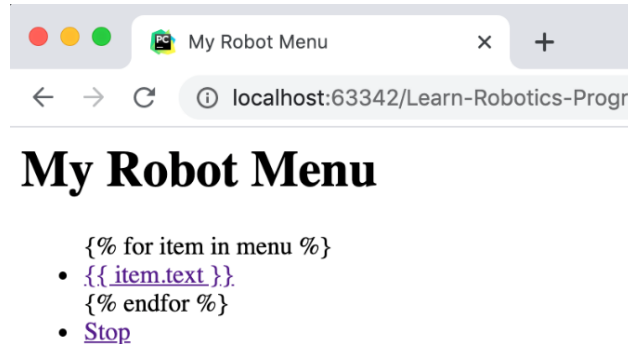 PC
My Robot Menu
localhost:63342/Learn-Robotics-Progr
My Robot Menu
{% for item in menu %}
{{ item.text }}
{% endfor %}
Stop